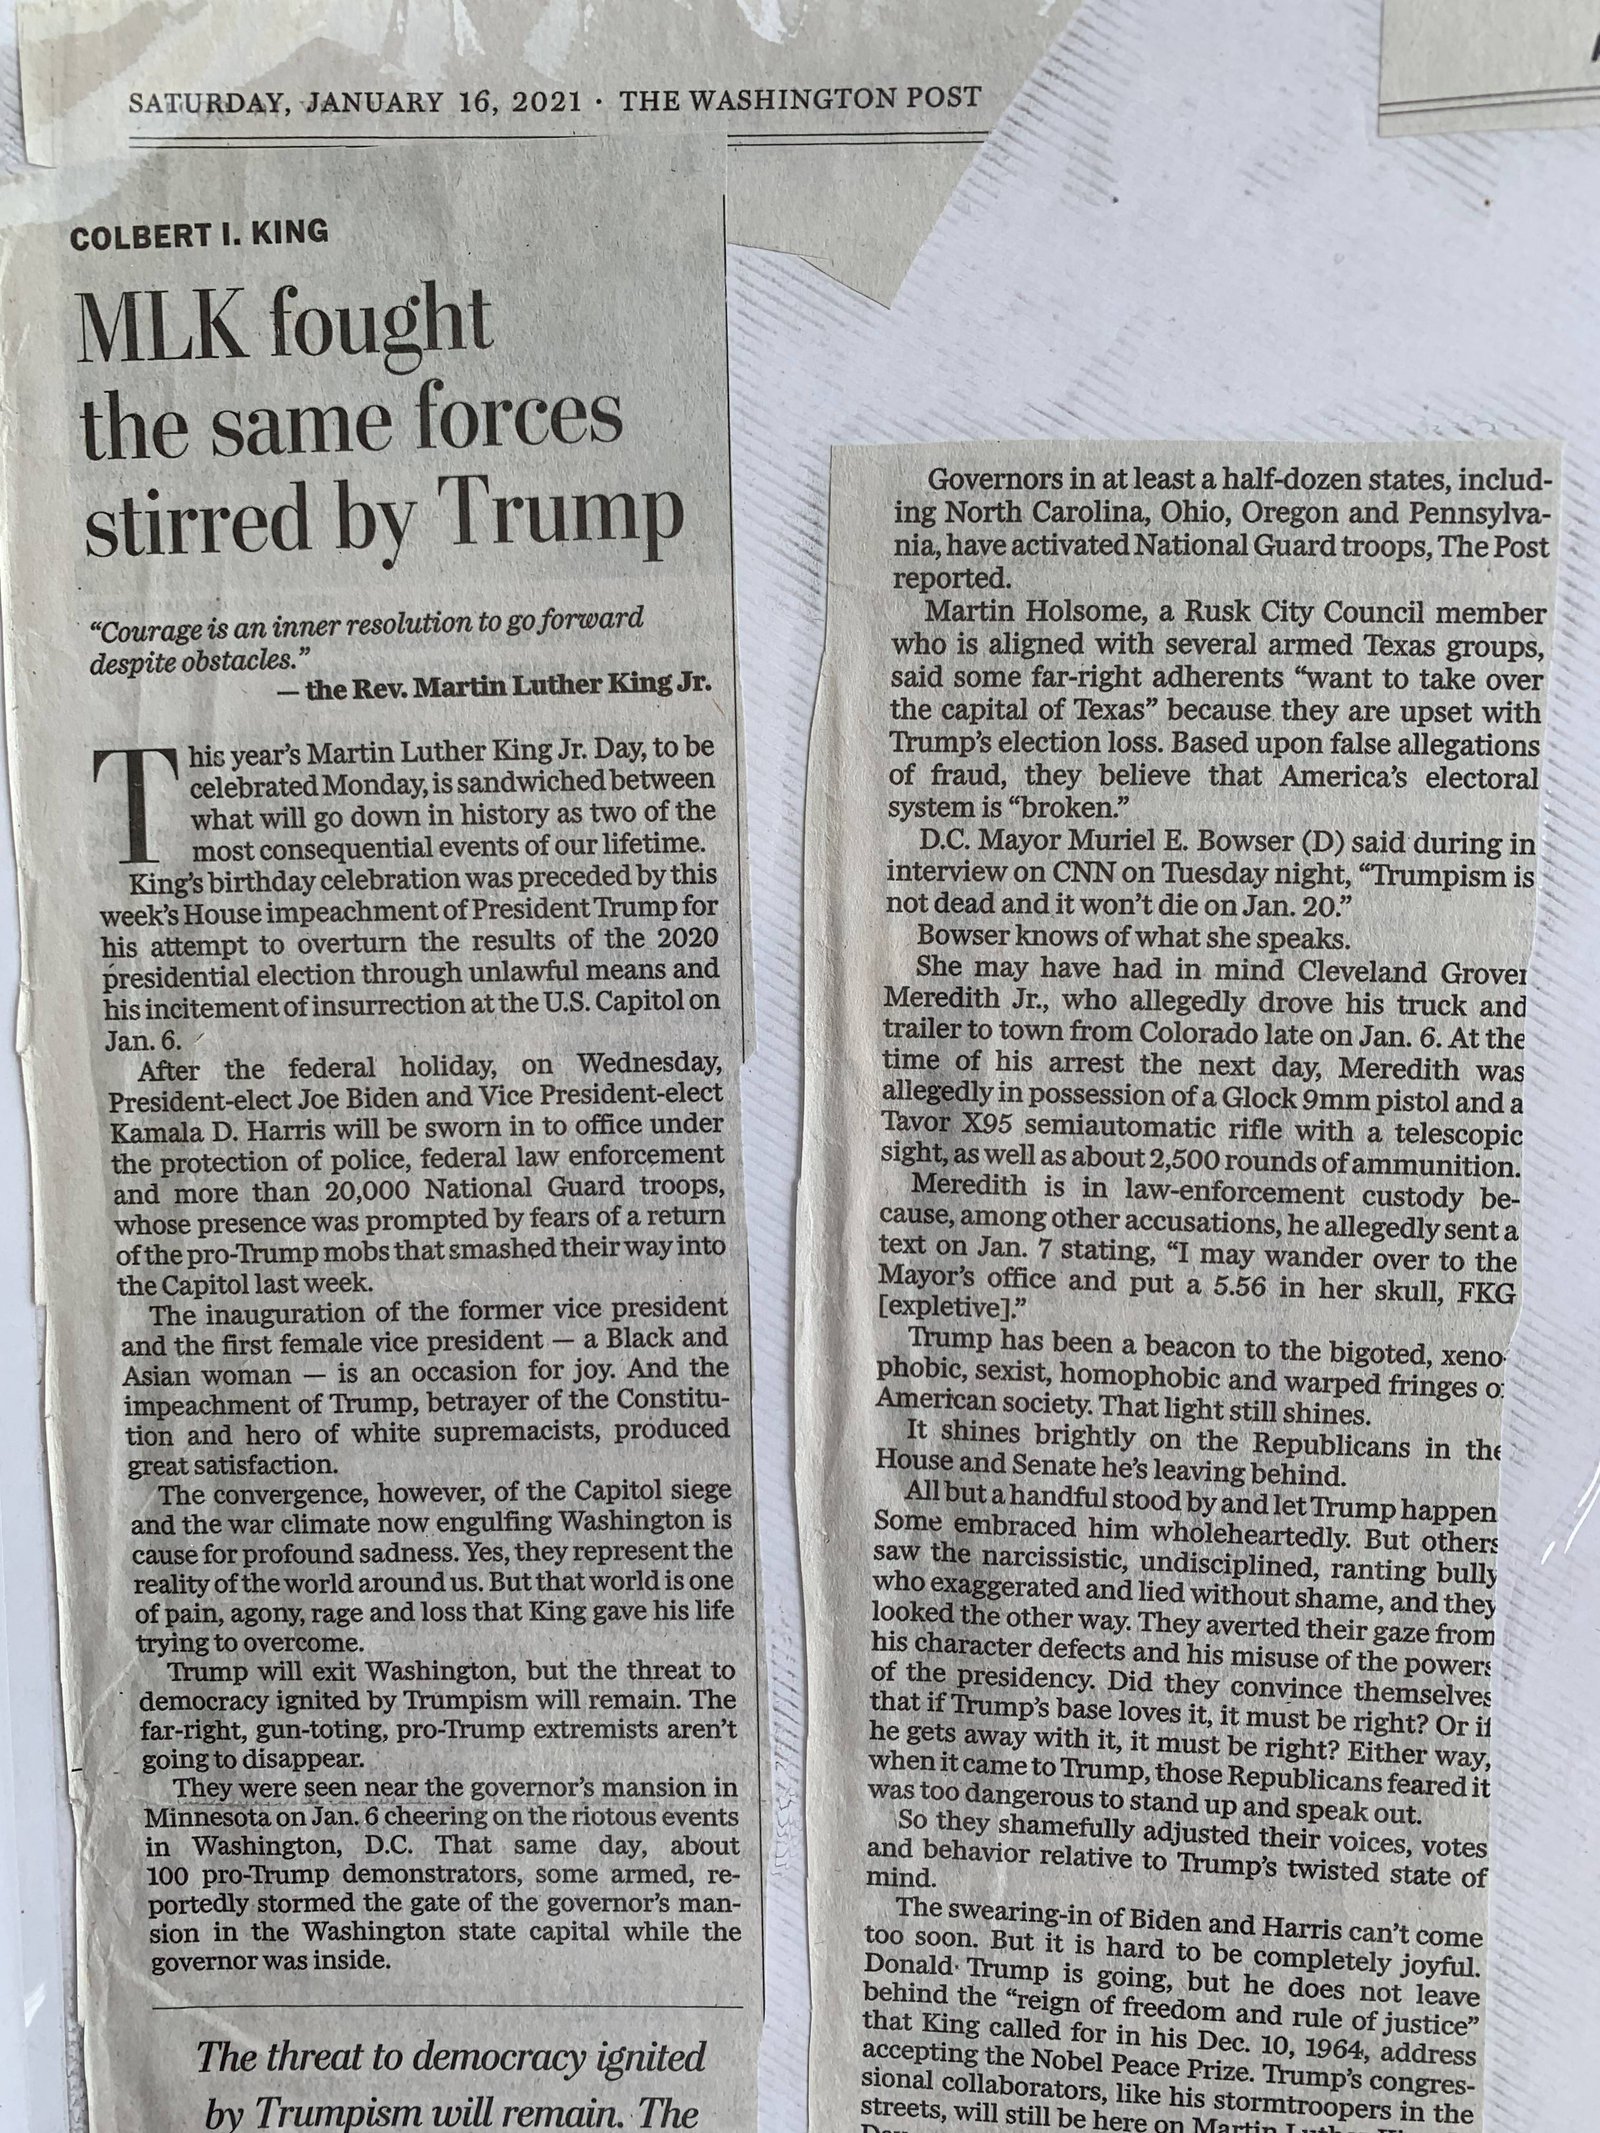 SATURDAY, JANUARY 16, 2021 · THE WASHINGTON POST
COLBERT I. KING
MLK fought
the same forces
stirred by Trump
“Courage is an inner resolution to go forward
despite obstacles.”
— the Rev. Martin Luther King Jr.
This year’s Martin Luther King Jr. Day, to be
celebrated Monday, is sandwiched between
what will go down in history as two of the
most consequential events of our lifetime.
King’s birthday celebration was preceded by this
week’s House impeachment of President Trump for
his attempt to overturn the results of the 2020
presidential election through unlawful means and
his incitement of insurrection at the U.S. Capitol on
Jan. 6.
After the federal holiday, on Wednesday,
President-elect Joe Biden and Vice President-elect
Kamala D. Harris will be sworn in to office under
the protection of police, federal law enforcement
and more than 20,000 National Guard troops,
whose presence was prompted by fears of a return
of the pro-Trump mobs that smashed their way into
the Capitol last week.
The inauguration of the former vice president
and the first female vice president — a Black and
Asian woman — is an occasion for joy. And the
impeachment of Trump, betrayer of the Constitu-
tion and hero of white supremacists, produced
great satisfaction.
The convergence, however, of the Capitol siege
and the war climate now engulfing Washington is
cause for profound sadness. Yes, they represent the
reality of the world around us. But that world is one
of pain, agony, rage and loss that King gave his life
trying to overcome.
Trump will exit Washington, but the threat to
democracy ignited by Trumpism will remain. The
far-right, gun-toting, pro-Trump extremists aren’t
going to disappear.
They were seen near the governor’s mansion in
Minnesota on Jan. 6 cheering on the riotous events
in Washington, D.C. That same day, about
100 pro-Trump demonstrators, some armed, re-
portedly stormed the gate of the governor’s man-
sion in the Washington state capital while the
governor was inside.
The threat to democracy ignited
by Trumpism will remain. The
Governors in at least a half-dozen states, includ-
ing North Carolina, Ohio, Oregon and Pennsylva-
nia, have activated National Guard troops, The Post
reported.
Martin Holsome, a Rusk City Council member
who is aligned with several armed Texas groups,
said some far-right adherents “want to take over
the capital of Texas” because they are upset with
Trump’s election loss. Based upon false allegations
of fraud, they believe that America’s electoral
system is “broken.”
D.C. Mayor Muriel E. Bowser (D) said during in
interview on CNN on Tuesday night, “Trumpism is
not dead and it won’t die on Jan. 20.”
Bowser knows of what she speaks.
She may have had in mind Cleveland Grover
Meredith Jr., who allegedly drove his truck and
trailer to town from Colorado late on Jan. 6. At the
time of his arrest the next day, Meredith was
allegedly in possession of a Glock 9mm pistol and a
Tavor X95 semiautomatic rifle with a telescopic
sight, as well as about 2,500 rounds of ammunition.
Meredith is in law-enforcement custody be-
cause, among other accusations, he allegedly sent a
text on Jan. 7 stating, “I may wander over to the
Mayor’s office and put a 5.56 in her skull, FKG
[expletive].”
Trump has been a beacon to the bigoted, xeno-
phobic, sexist, homophobic and warped fringes of
American society. That light still shines.
It shines brightly on the Republicans in the
House and Senate he’s leaving behind.
All but a handful stood by and let Trump happen
Some embraced him wholeheartedly. But others
saw the narcissistic, undisciplined, ranting bully
who exaggerated and lied without shame, and they
looked the other way. They averted their gaze from
his character defects and his misuse of the powers
of the presidency. Did they convince themselves
that if Trump’s base loves it, it must be right? Or if
he gets away with it, it must be right? Either way,
when it came to Trump, those Republicans feared it
was too dangerous to stand up and speak out.
So they shamefully adjusted their voices, votes
and behavior relative to Trump’s twisted state of
mind.
The swearing-in of Biden and Harris can’t come
too soon. But it is hard to be completely joyful.
Donald Trump is going, but he does not leave
behind the “reign of freedom and rule of justice”
that King called for in his Dec. 10, 1964, address
accepting the Nobel Peace Prize. Trump’s congres-
sional collaborators, like his stormtroopers in the
streets, will still be here on Martin